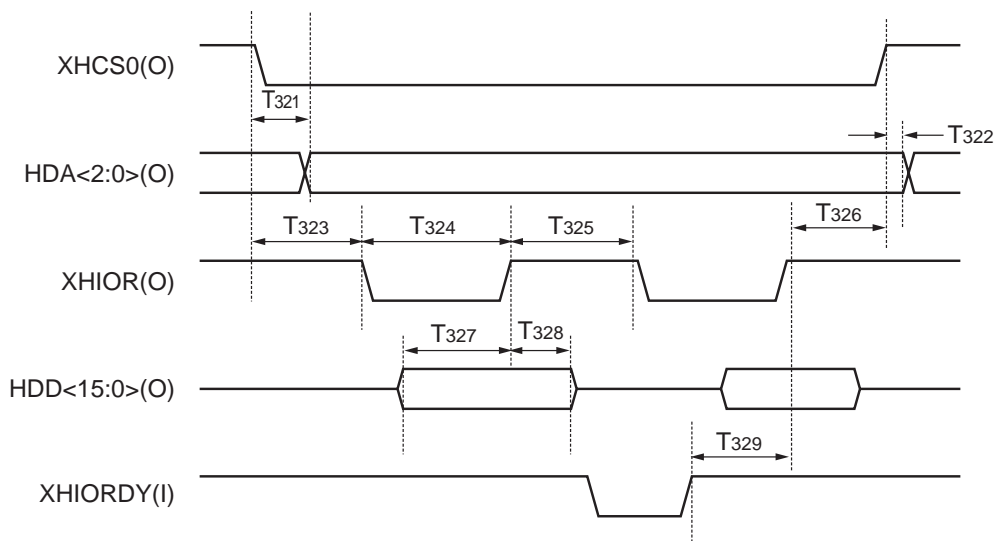 XHCS0(O)
T321
T322
HDA<2:0>(O)
T323
T324
T325
T326
XHIOR(O)
T327
T328
HDD<15:0>(O)
T329
XHIORDY(I)